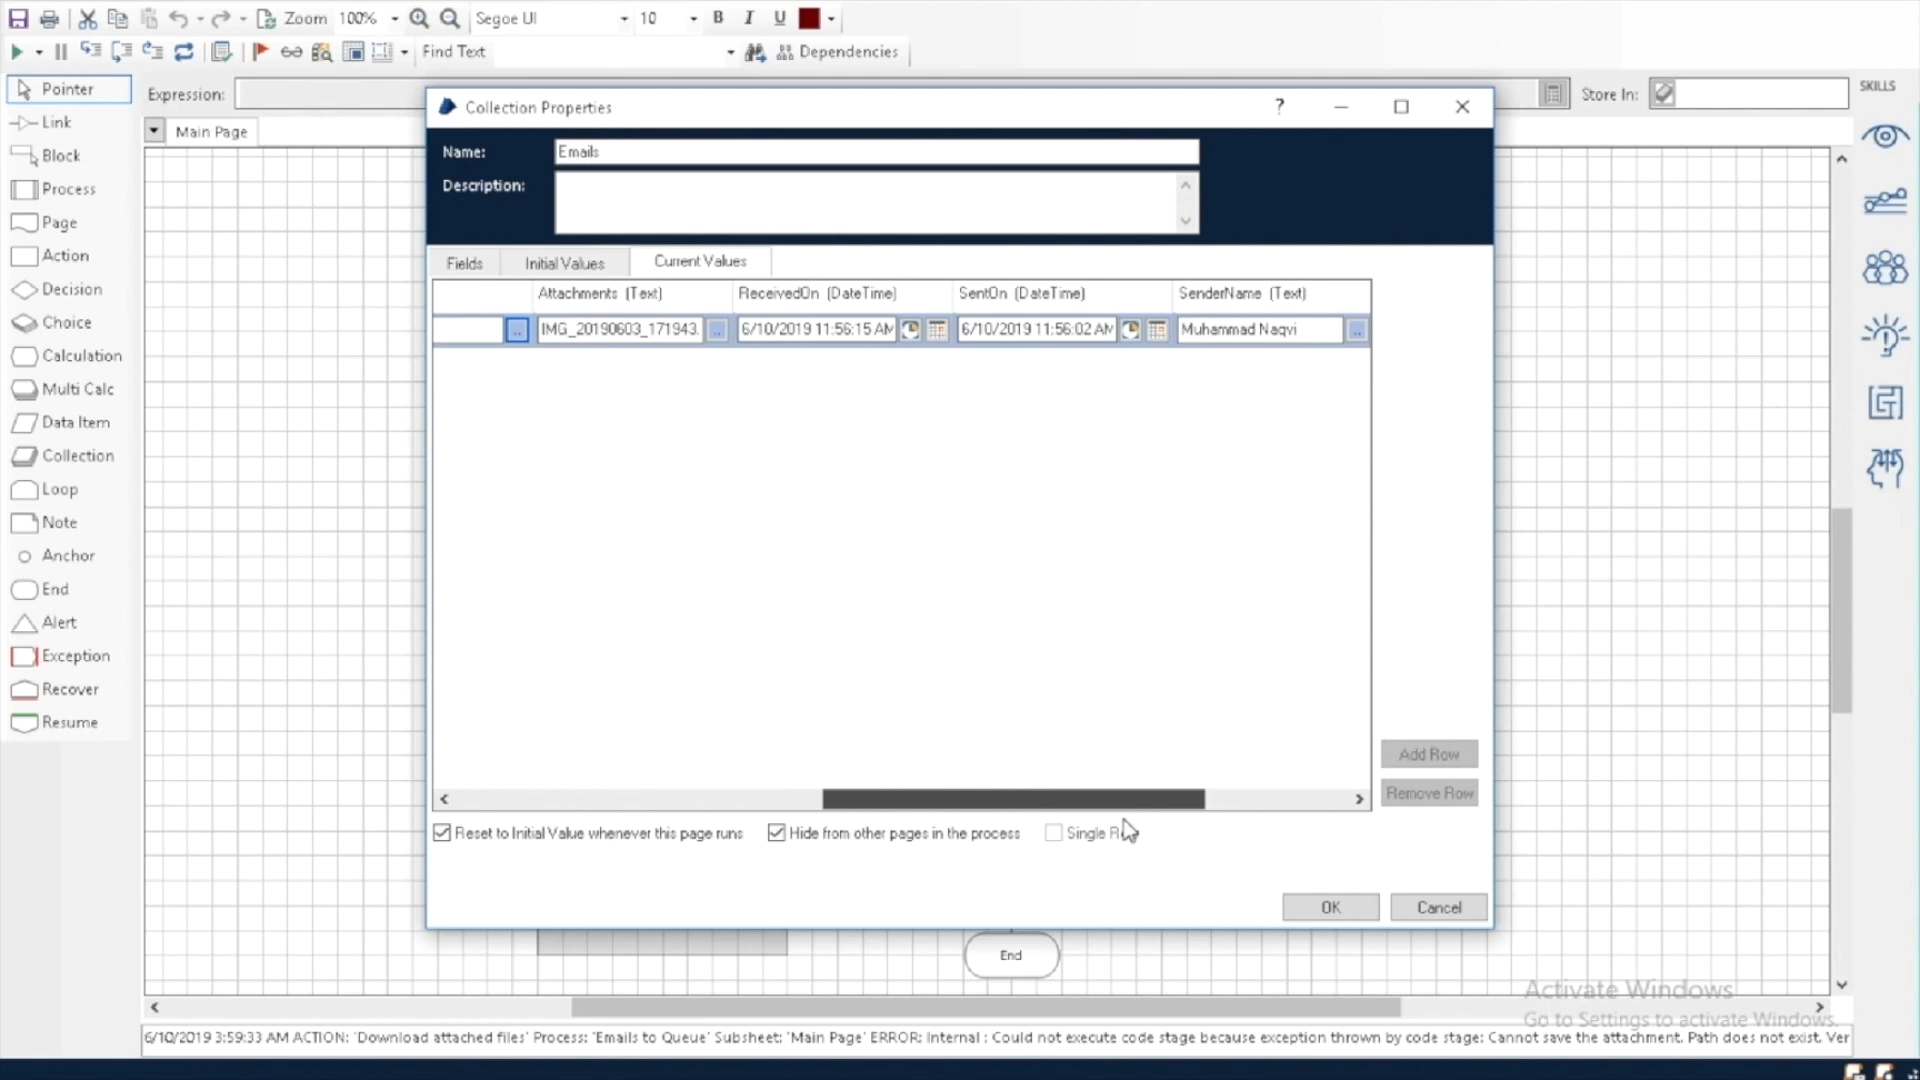 Zoom 100% Segoe UI 10 B I U
Find Text Dependencies
Pointer
Expression:
Store In:
SKILLS
Link
Main Page
Block
Process
Page
Action
Decision
Choice
Calculation
Multi Calc
Data Item
Collection
Loop
Note
Anchor
End
Alert
Exception
Recover
Resume
Collection Properties ?
Name: Emails
Description:
Fields Initial Values Current Values
Attachments (Text) ReceivedOn (DateTime) SentOn (DateTime) SenderName (Text)
IMG_20190603_171943. 6/10/2019 11:56:15 AM 6/10/2019 11:56:02 AM Muhammad Naqvi
Add Row
Remove Row
Reset to Initial Value whenever this page runs Hide from other pages in the process Single R
OK Cancel
End
Activate Windows
Go to Settings to activate Windows.
6/10/2019 3:59:33 AM ACTION: 'Download attached files' Process: 'Emails to Queue' Subsheet: 'Main Page' ERROR: Internal : Could not execute code stage because exception thrown by code stage: Cannot save the attachment. Path does not exist. Ver